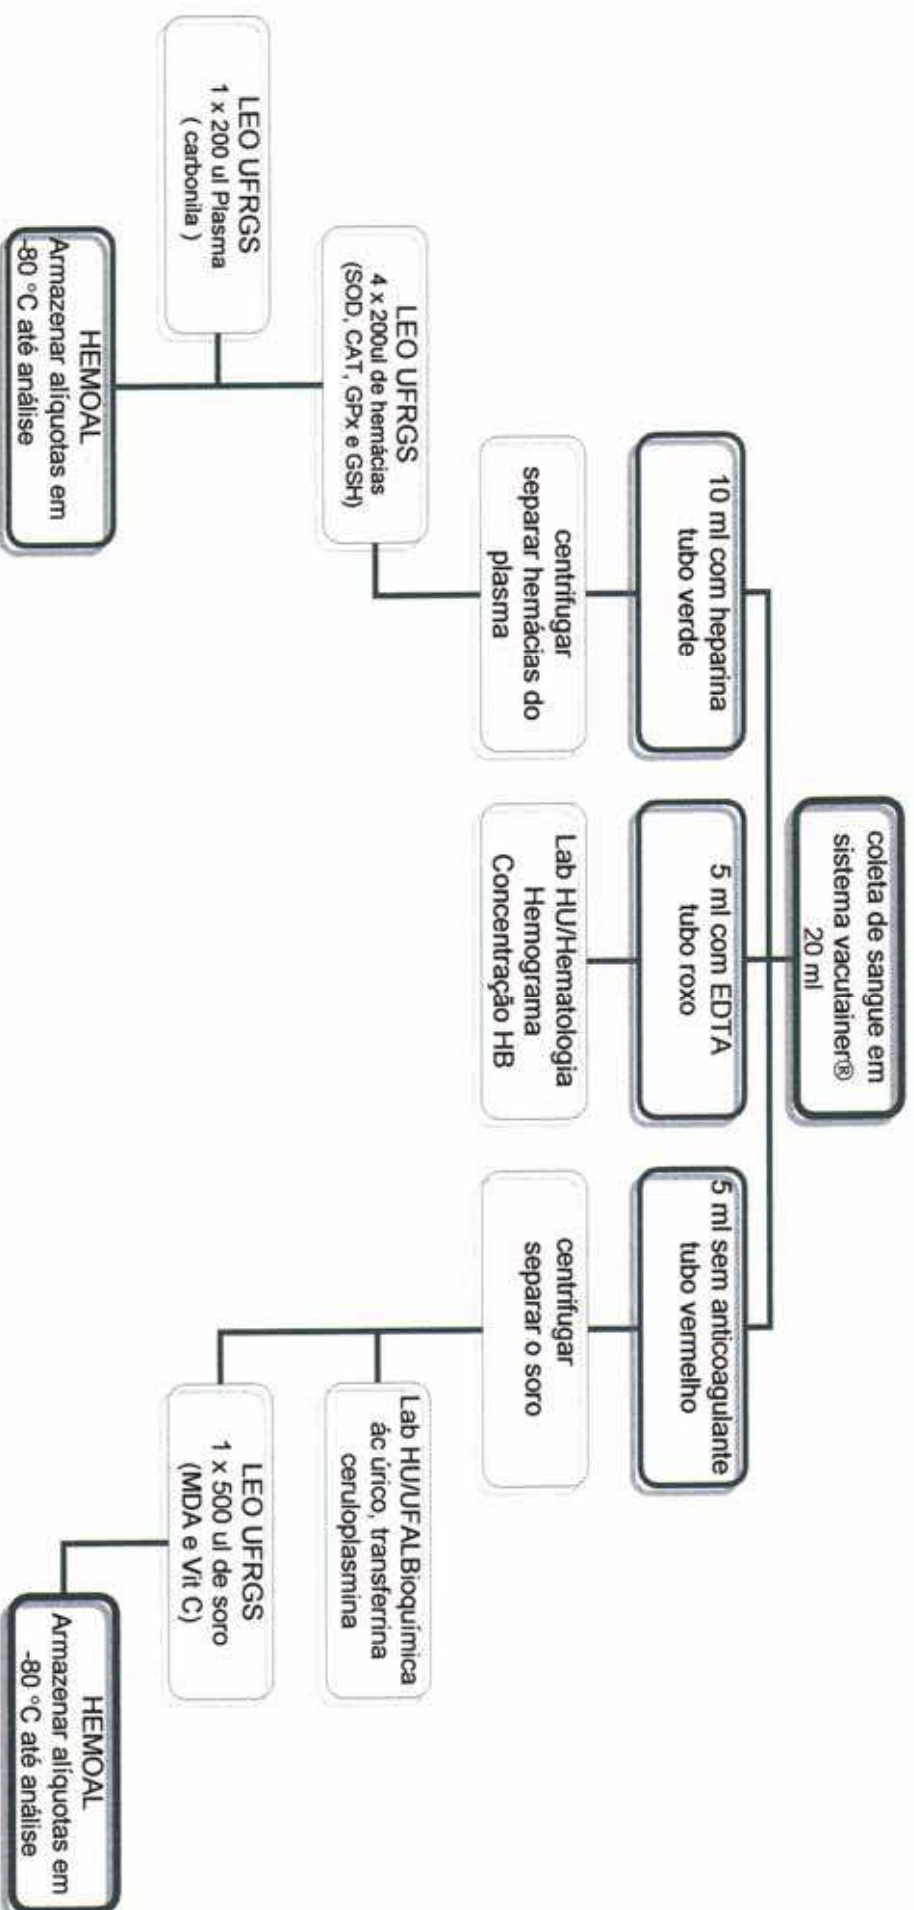 coleta de sangue em
sistema vacutainer®
20 ml
10 ml com heparina
tubo verde
5 ml com EDTA
tubo roxo
5 ml sem anticoagulante
tubo vermelho
centrifugar
separar hemácias do
plasma
Lab HU/Hematologia
Hemograma
Concentração HB
centrifugar
separar o soro
LEO UFRGS
4 x 200ul de hemácias
(SOD, CAT, GPx e GSH)
Lab HU/UFALBioquímica
ác úrico, transferrina
ceruloplasmina
LEO UFRGS
1 x 200 ul Plasma
( carbonila )
LEO UFRGS
1 x 500 ul de soro
(MDA e Vit C)
HEMOAL
Armazenar alíquotas em
-80 °C até análise
HEMOAL
Armazenar alíquotas em
-80 °C até análise